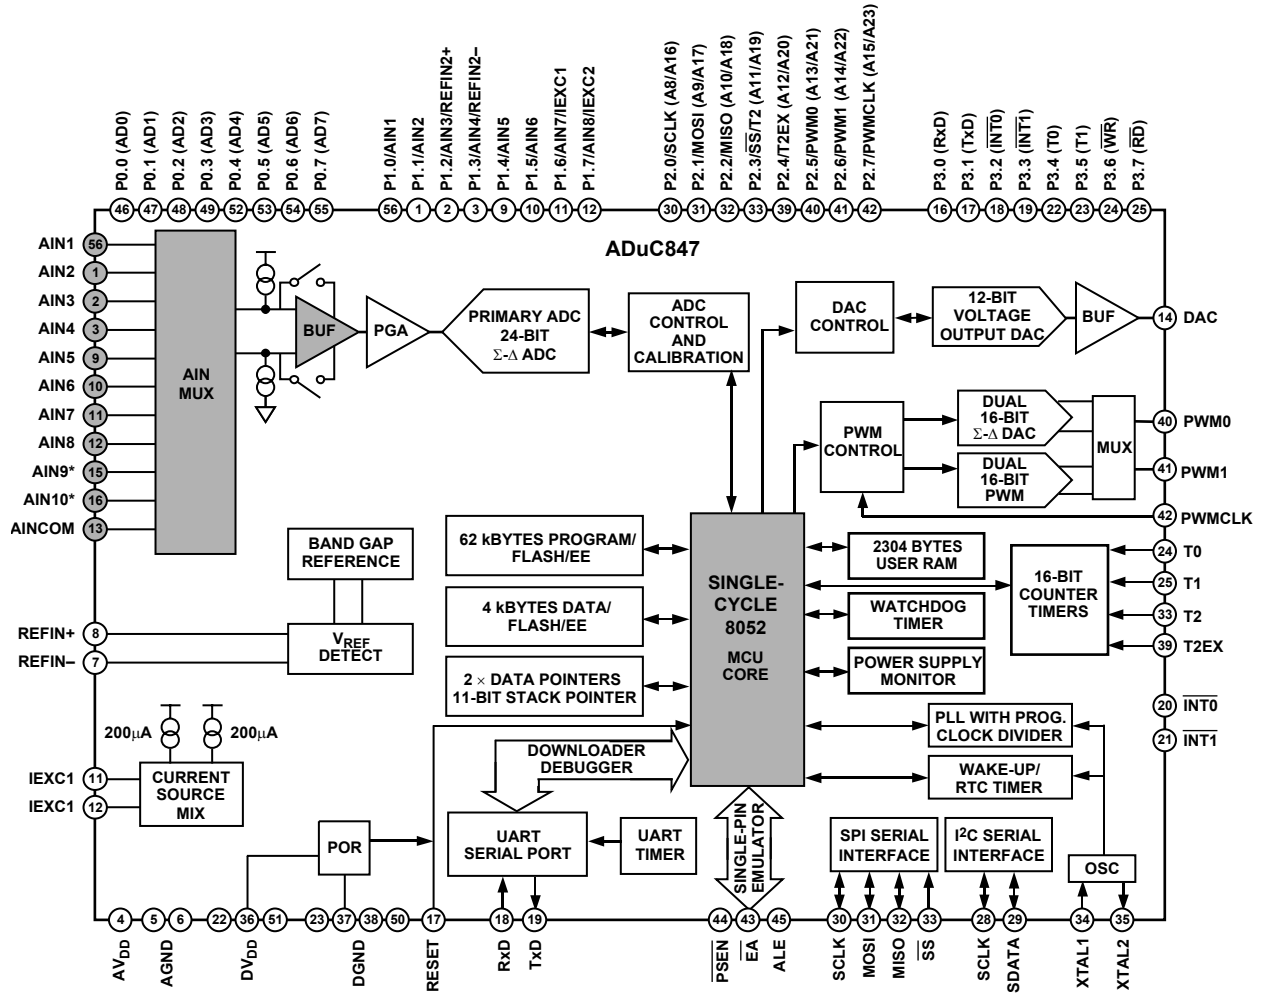 P0.0 (AD0)
P0.1 (AD1)
P0.2 (AD2)
P0.3 (AD3)
P0.4 (AD4)
P0.5 (AD5)
P0.6 (AD6)
P0.7 (AD7)
P1.0/AIN1
P1.1/AIN2
P1.2/AIN3/REFIN2+
P1.3/AIN4/REFIN2–
P1.4/AIN5
P1.5/AIN6
P1.6/AIN7/IEXC1
P1.7/AIN8/IEXC2
P2.0/SCLK (A8/A16)
P2.1/MOSI (A9/A17)
P2.2/MISO (A10/A18)
P2.3/SS/T2 (A11/A19)
P2.4/T2EX (A12/A20)
P2.5/PWM0 (A13/A21)
P2.6/PWM1 (A14/A22)
P2.7/PWMCLK (A15/A23)
P3.0 (RxD)
P3.1 (TxD)
P3.2 (INT0)
P3.3 (INT1)
P3.4 (T0)
P3.5 (T1)
P3.6 (WR)
P3.7 (RD)
46 47 48 49 52 53 54 55
56 1 2 3 9 10 11 12
30 31 32 33 39 40 41 42
16 17 18 19 22 23 24 25
ADuC847
AIN1 56
AIN2 1
AIN3 2
AIN4 3
AIN5 9
AIN6 10
AIN7 11
AIN8 12
AIN9* 15
AIN10* 16
AINCOM 13
AIN
MUX
BUF
PGA
PRIMARY ADC
24-BIT
Σ-Δ ADC
ADC
CONTROL
AND
CALIBRATION
DAC
CONTROL
12-BIT
VOLTAGE
OUTPUT DAC
BUF
14 DAC
PWM
CONTROL
DUAL
16-BIT
Σ-Δ DAC
DUAL
16-BIT
PWM
MUX
40 PWM0
41 PWM1
42 PWMCLK
BAND GAP
REFERENCE
VREF
DETECT
REFIN+ 8
REFIN– 7
62 kBYTES PROGRAM/
FLASH/EE
4 kBYTES DATA/
FLASH/EE
2 × DATA POINTERS
11-BIT STACK POINTER
SINGLE-
CYCLE
8052
MCU
CORE
2304 BYTES
USER RAM
WATCHDOG
TIMER
POWER SUPPLY
MONITOR
16-BIT
COUNTER
TIMERS
24 T0
25 T1
33 T2
39 T2EX
20 INT0
21 INT1
PLL WITH PROG.
CLOCK DIVIDER
WAKE-UP/
RTC TIMER
200µA
200µA
IEXC1 11
IEXC1 12
CURRENT
SOURCE
MIX
DOWNLOADER
DEBUGGER
POR
UART
SERIAL PORT
UART
TIMER
SINGLE-PIN
EMULATOR
SPI SERIAL
INTERFACE
I2C SERIAL
INTERFACE
OSC
4 5 6 22 36 51 23 37 38 50 17 18 19 44 43 45 30 31 32 33 28 29 34 35
AVDD
AGND
DVDD
DGND
RESET
RxD
TxD
PSEN
EA
ALE
SCLK
MOSI
MISO
SS
SCLK
SDATA
XTAL1
XTAL2